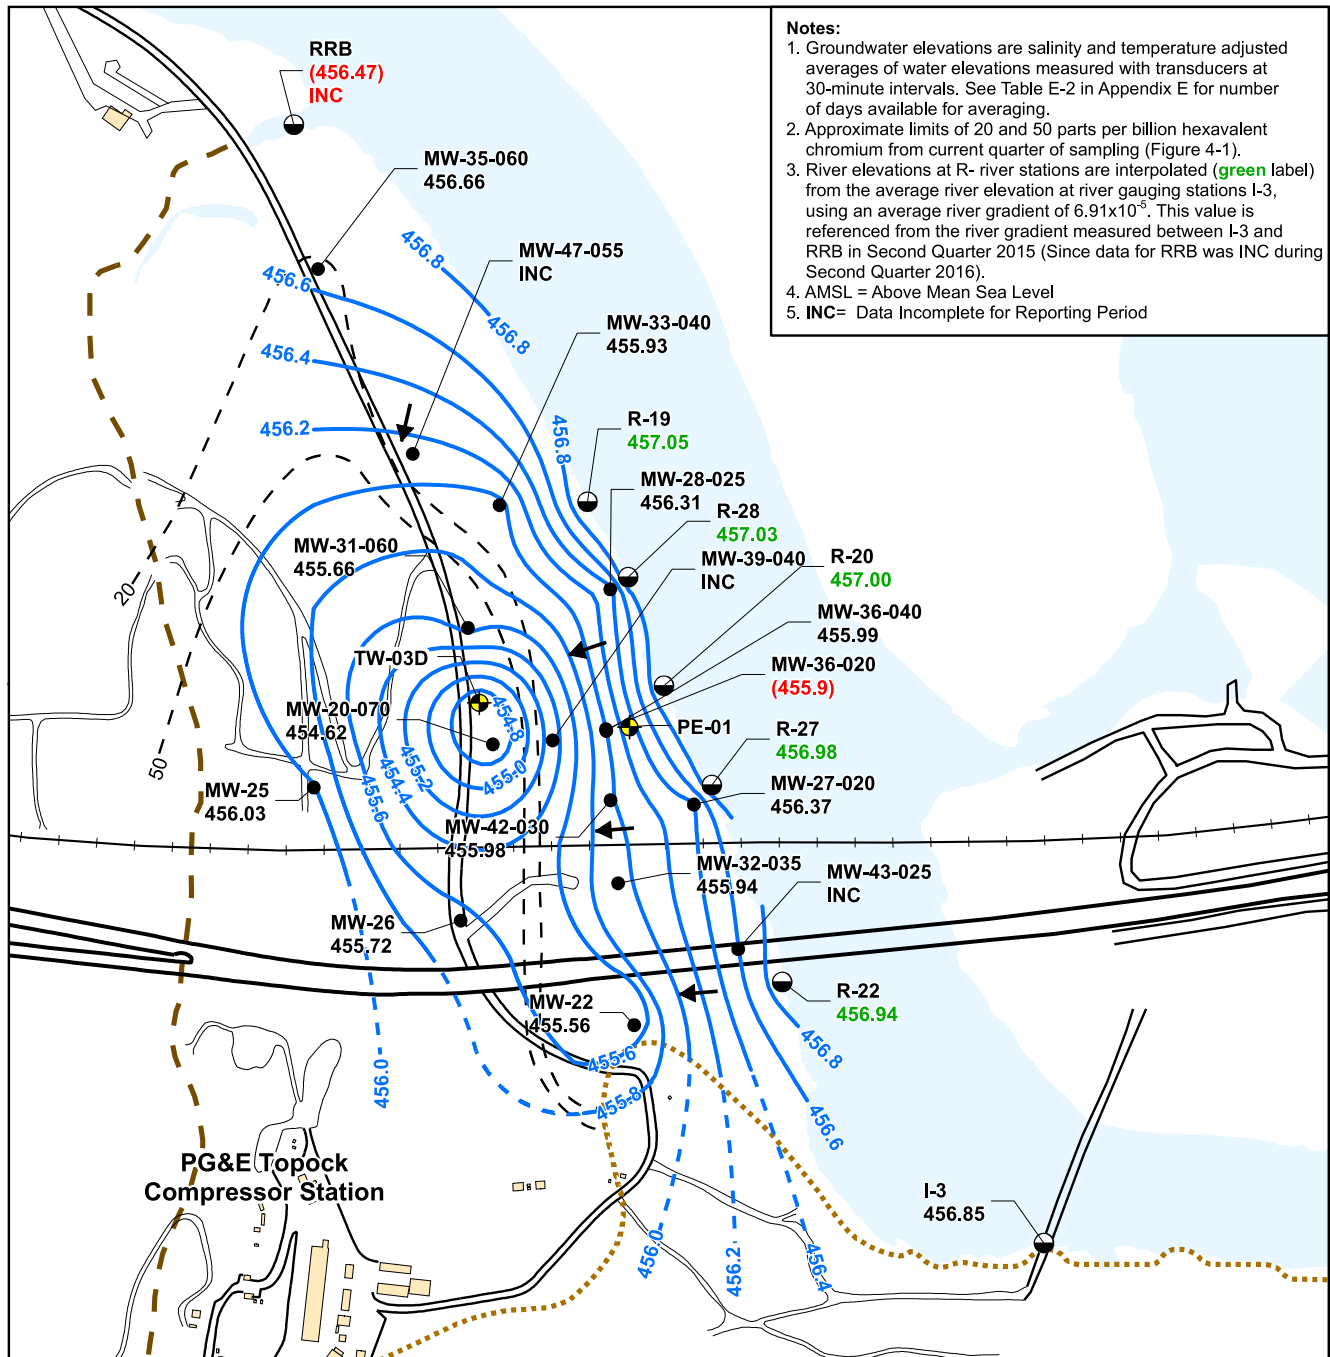 Notes:
1. Groundwater elevations are salinity and temperature adjusted
averages of water elevations measured with transducers at
30-minute intervals. See Table E-2 in Appendix E for number
of days available for averaging.
2. Approximate limits of 20 and 50 parts per billion hexavalent
chromium from current quarter of sampling (Figure 4-1).
3. River elevations at R- river stations are interpolated (green label)
from the average river elevation at river gauging stations I-3,
using an average river gradient of 6.91x10⁻⁵. This value is
referenced from the river gradient measured between I-3 and
RRB in Second Quarter 2015 (Since data for RRB was INC during
Second Quarter 2016).
4. AMSL = Above Mean Sea Level
5. INC= Data Incomplete for Reporting Period
RRB
(456.47)
INC
MW-35-060
456.66
MW-47-055
INC
456.8
456.6
456.8
MW-33-040
455.93
456.4
456.2
456.8
R-19
457.05
MW-28-025
456.31
R-28
457.03
MW-31-060
455.66
MW-39-040
INC
R-20
457.00
20
MW-36-040
455.99
TW-03D
MW-36-020
(455.9)
MW-20-070
454.62
454.8
PE-01
R-27
456.98
50
455.2
455.0
454.4
455.6
MW-25
456.03
MW-27-020
456.37
MW-42-030
455.98
MW-32-035
455.94
MW-43-025
INC
MW-26
455.72
MW-22
455.56
R-22
456.94
456.8
455.6
456.0
455.8
456.6
PG&E Topock
Compressor Station
I-3
456.85
456.0
456.2
456.4